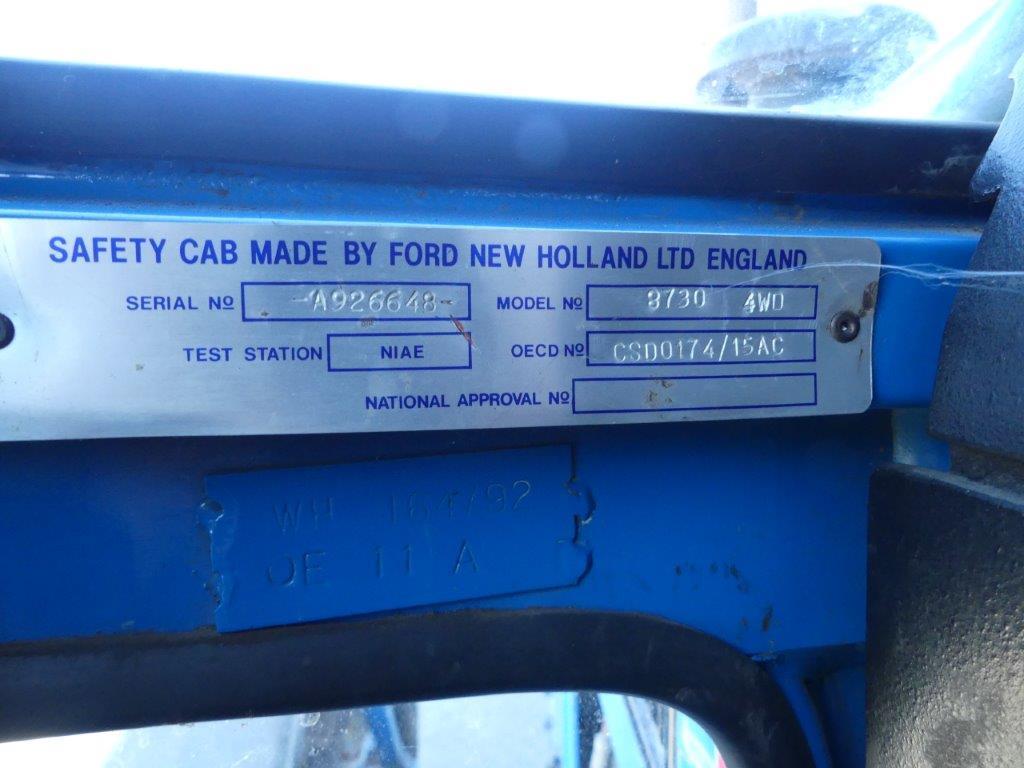 SAFETY CAB MADE BY FORD NEW HOLLAND LTD ENGLAND
SERIAL Nº -A926648- MODEL Nº 8730 4WD
TEST STATION NIAE OECD Nº CSD0174/15AC
NATIONAL APPROVAL Nº
WH 164/92
OE 11 A